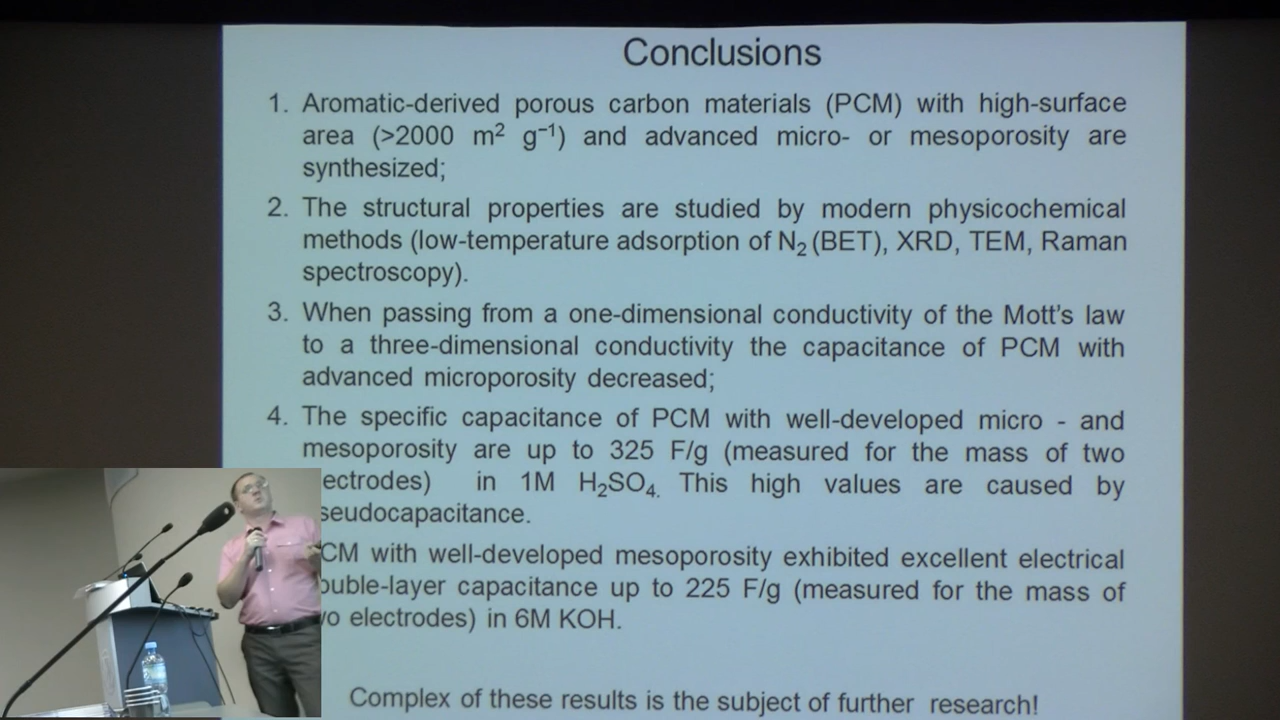 Conclusions
1. Aromatic-derived porous carbon materials (PCM) with high-surface
area (>2000 m² g⁻¹) and advanced micro- or mesoporosity are
synthesized;
2. The structural properties are studied by modern physicochemical
methods (low-temperature adsorption of N₂ (BET), XRD, TEM, Raman
spectroscopy).
3. When passing from a one-dimensional conductivity of the Mott's law
to a three-dimensional conductivity the capacitance of PCM with
advanced microporosity decreased;
4. The specific capacitance of PCM with well-developed micro - and
mesoporosity are up to 325 F/g (measured for the mass of two
ectrodes) in 1M H₂SO₄. This high values are caused by
seudocapacitance.
CM with well-developed mesoporosity exhibited excellent electrical
ouble-layer capacitance up to 225 F/g (measured for the mass of
o electrodes) in 6M KOH.
Complex of these results is the subject of further research!